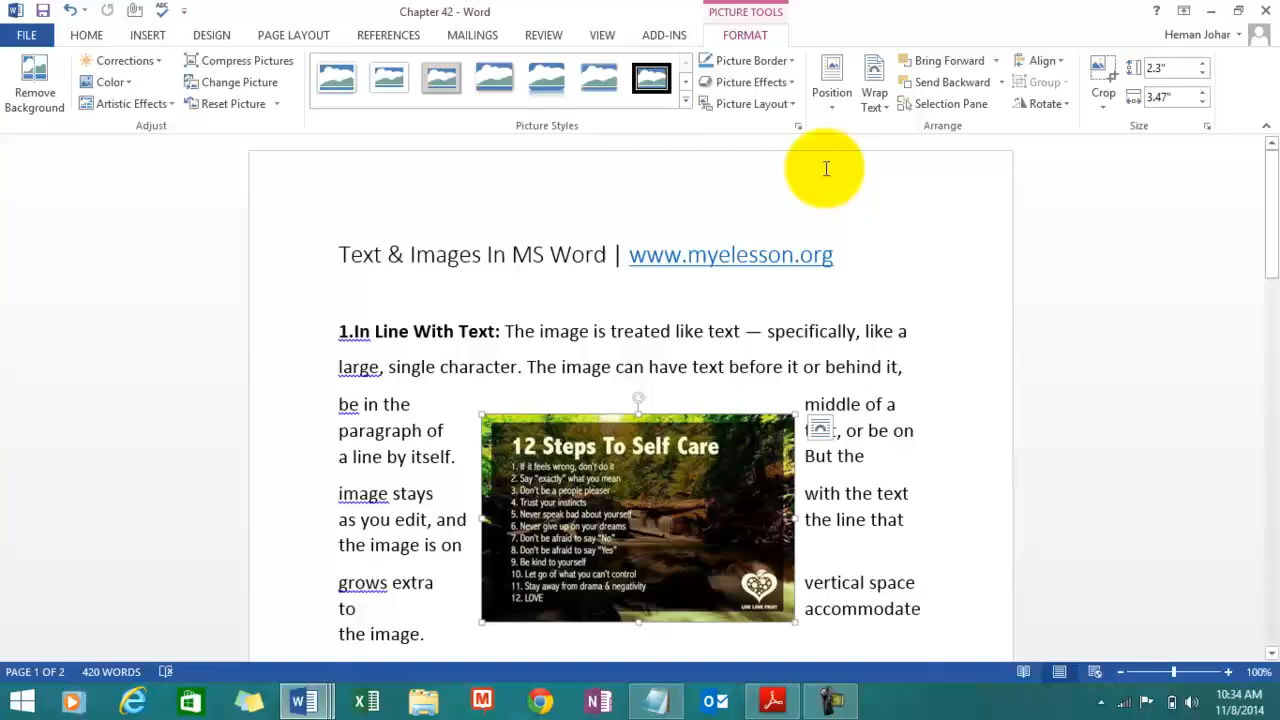 Chapter 42 - Word
PICTURE TOOLS
FILE HOME INSERT DESIGN PAGE LAYOUT REFERENCES MAILINGS REVIEW VIEW ADD-INS FORMAT Heman Johar
Remove Background
Corrections
Color
Artistic Effects
Compress Pictures
Change Picture
Reset Picture
Adjust
Picture Styles
Picture Border
Picture Effects
Picture Layout
Position
Wrap Text
Bring Forward
Send Backward
Selection Pane
Align
Group
Rotate
Arrange
Crop
2.3"
3.47"
Size
Text & Images In MS Word | www.myelesson.org
1.In Line With Text: The image is treated like text — specifically, like a
large, single character. The image can have text before it or behind it,
be in the middle of a
paragraph of , or be on
a line by itself. But the
image stays with the text
as you edit, and the line that
the image is on
grows extra vertical space
to accommodate
the image.
12 Steps To Self Care
1. If it feels wrong, don't do it
2. Say "exactly" what you mean
3. Don't be a people pleaser
4. Trust your instincts
5. Never speak bad about yourself
6. Never give up on your dreams
7. Don't be afraid to say "No"
8. Don't be afraid to say "Yes"
9. Be kind to yourself
10. Let go of what you can't control
11. Stay away from drama & negativity
12. LOVE
LIVE LOVE FRUIT
PAGE 1 OF 2 420 WORDS 100%
10:34 AM
11/8/2014